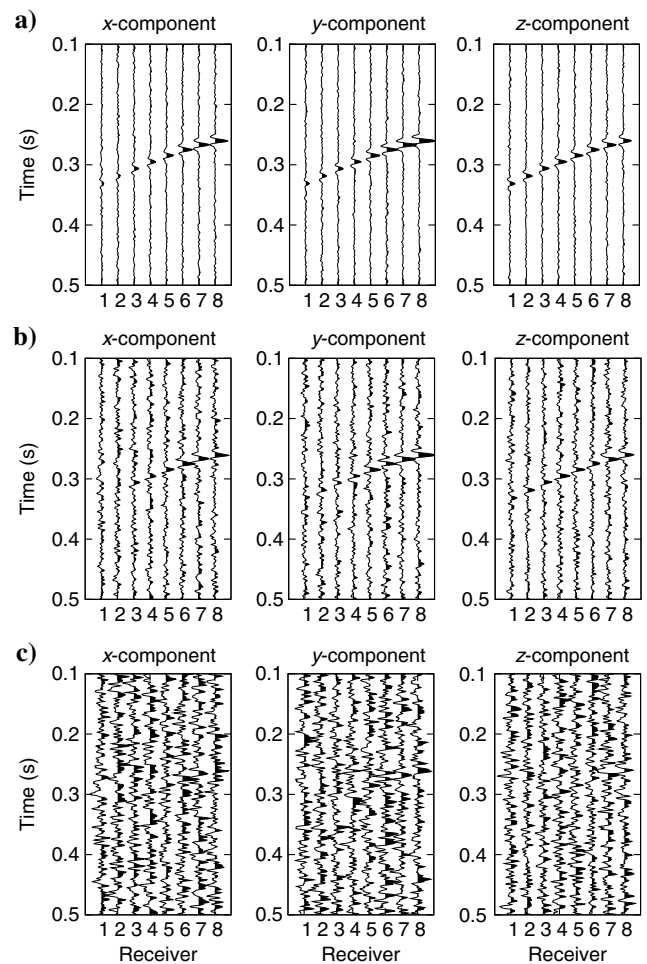 a)
x-component y-component z-component
0.1
0.2
0.3
0.4
0.5
Time (s)
1 2 3 4 5 6 7 8 1 2 3 4 5 6 7 8 1 2 3 4 5 6 7 8
b)
x-component y-component z-component
0.1
0.2
0.3
0.4
0.5
Time (s)
1 2 3 4 5 6 7 8 1 2 3 4 5 6 7 8 1 2 3 4 5 6 7 8
c)
x-component y-component z-component
0.1
0.2
0.3
0.4
0.5
Time (s)
1 2 3 4 5 6 7 8 1 2 3 4 5 6 7 8 1 2 3 4 5 6 7 8
Receiver Receiver Receiver